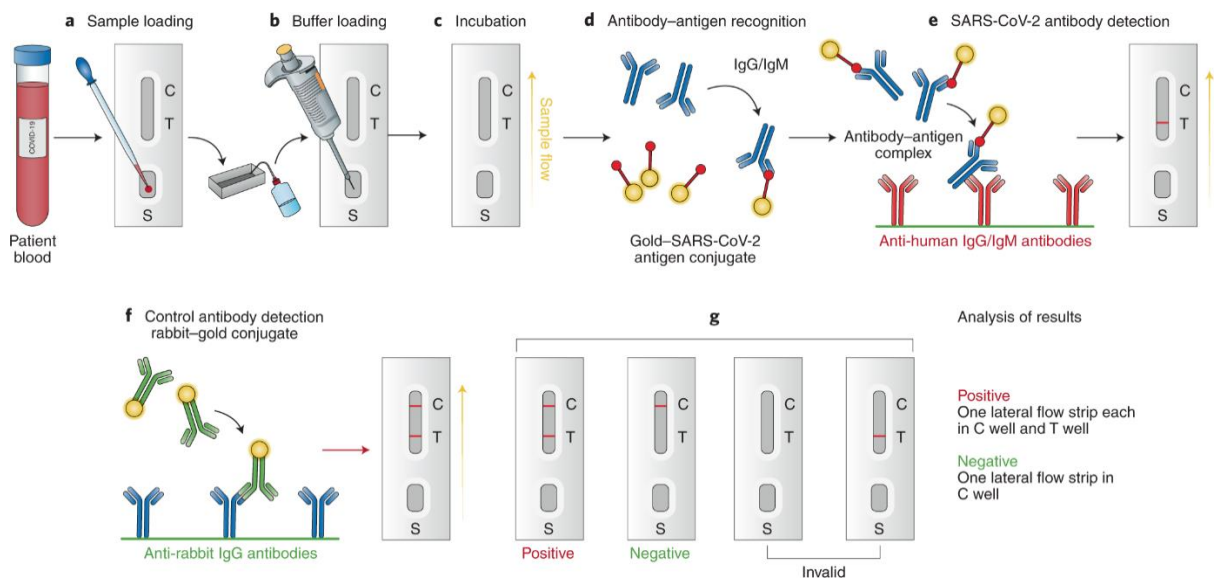 a Sample loading
b Buffer loading
c Incubation
d Antibody–antigen recognition
e SARS-CoV-2 antibody detection
COVID-19
Patient
blood
C
T
S
C
T
S
C
T
S
Sample flow
IgG/IgM
Gold–SARS-CoV-2
antigen conjugate
Antibody–antigen
complex
Anti-human IgG/IgM antibodies
C
T
S
f Control antibody detection
rabbit–gold conjugate
Anti-rabbit IgG antibodies
C
T
S
g
C
T
S
Positive
C
T
S
Negative
C
T
S
C
T
S
Invalid
Analysis of results
Positive
One lateral flow strip each
in C well and T well
Negative
One lateral flow strip in
C well